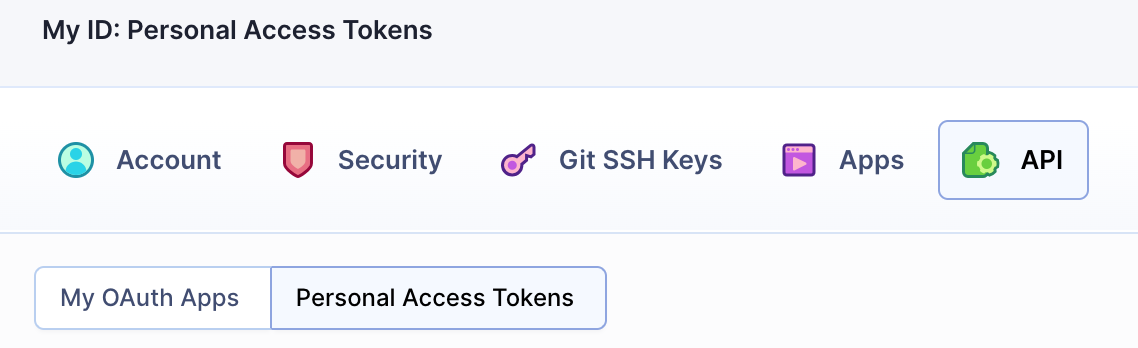 My ID: Personal Access Tokens
Account Security Git SSH Keys Apps API
My OAuth Apps Personal Access Tokens